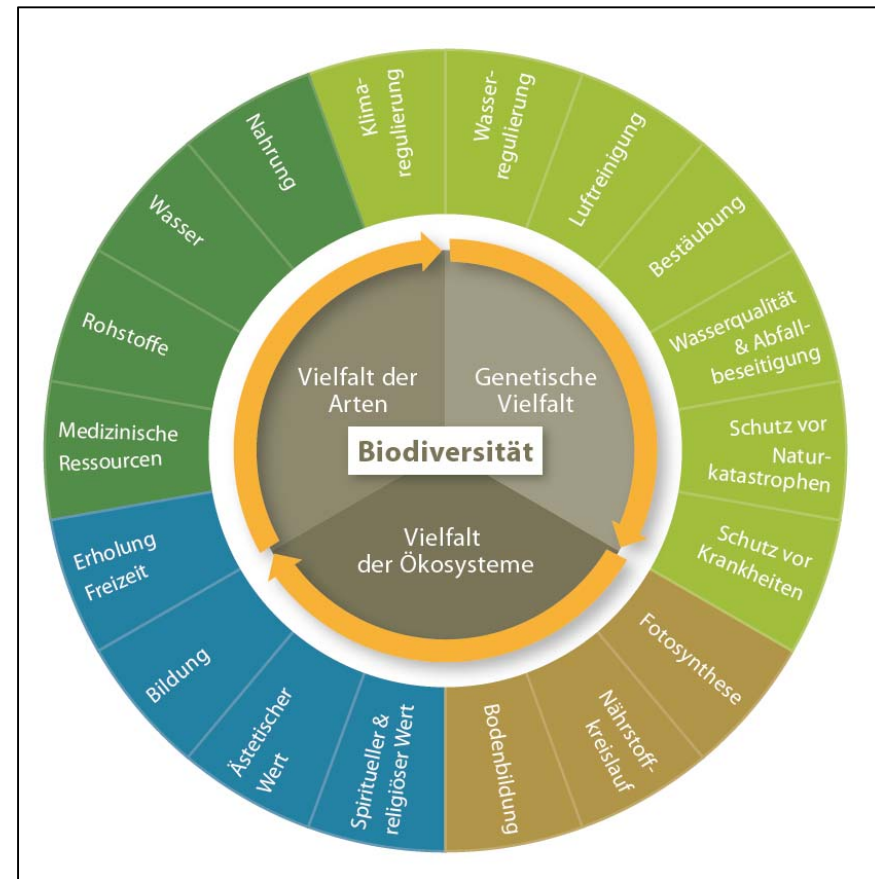 Klima-
regulierung
Wasser-
regulierung
Luftreinigung
Bestäubung
Wasserqualität
& Abfall-
beseitigung
Schutz vor
Natur-
katastrophen
Schutz vor
Krankheiten
Fotosynthese
Nährstoff-
kreislauf
Bodenbildung
Spiritueller &
religiöser Wert
Ästetischer
Wert
Bildung
Erholung
Freizeit
Medizinische
Ressourcen
Rohstoffe
Wasser
Nahrung
Vielfalt der
Arten
Genetische
Vielfalt
Biodiversität
Vielfalt
der Ökosysteme